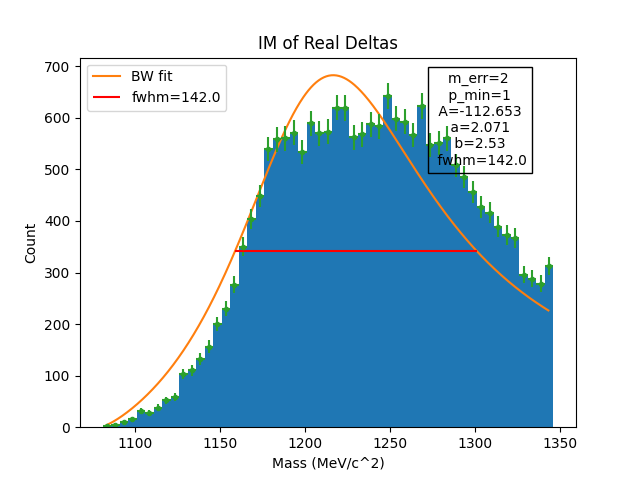 IM of Real Deltas
BW fit
fwhm=142.0
m_err=2
p_min=1
A=-112.653
a=2.071
b=2.53
fwhm=142.0
700
600
500
400
300
200
100
0
Count
1100
1150
1200
1250
1300
1350
Mass (MeV/c^2)